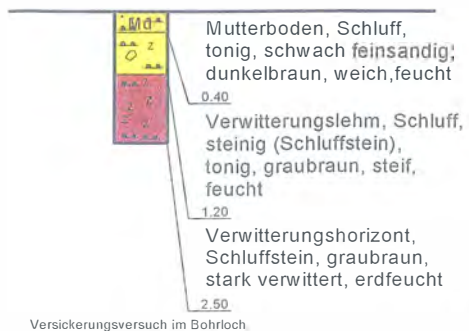 Mu
Mutterboden, Schluff,
tonig, schwach feinsandig,
dunkelbraun, weich,feucht
0.40
Verwitterungslehm, Schluff,
steinig (Schluffstein),
tonig, graubraun, steif,
feucht
1.20
Verwitterungshorizont,
Schluffstein, graubraun,
stark verwittert, erdfeucht
2.50
Versickerungsversuch im Bohrloch